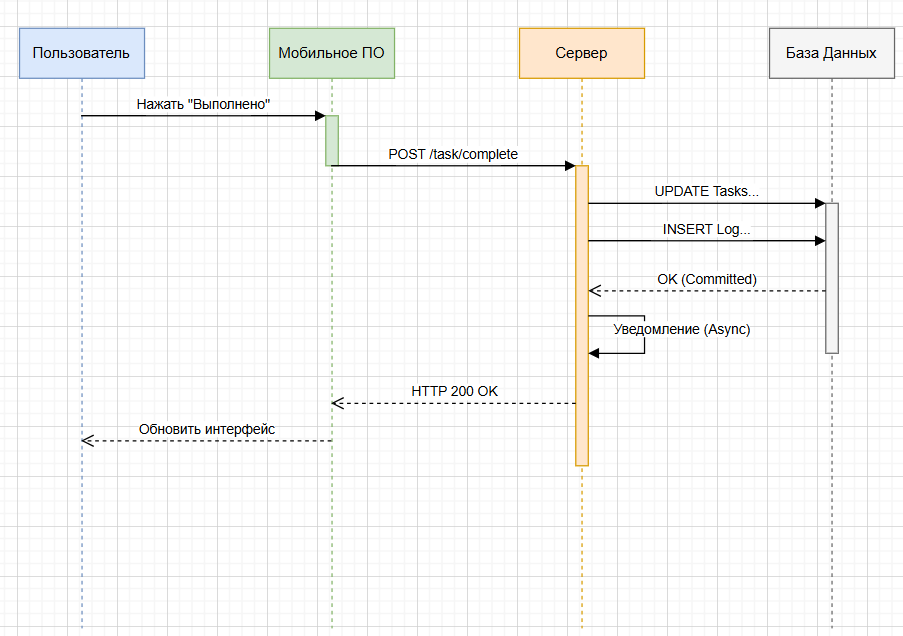 Пользователь
Мобильное ПО
Сервер
База Данных
Нажать "Выполнено"
POST /task/complete
UPDATE Tasks...
INSERT Log...
OK (Committed)
Уведомление (Async)
HTTP 200 OK
Обновить интерфейс